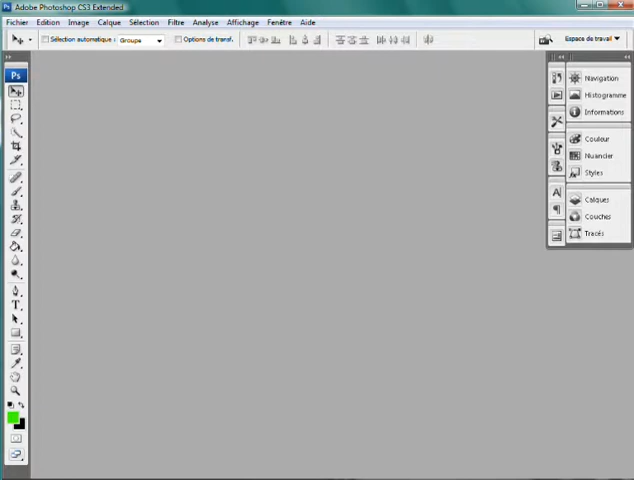 Ps Adobe Photoshop CS3 Extended
Fichier Edition Image Calque Sélection Filtre Analyse Affichage Fenêtre Aide
Sélection automatique : Groupe Options de transf. Espace de travail
Ps
Navigation
Histogramme
Informations
Couleur
Nuancier
Styles
Calques
Couches
Tracés
A
T